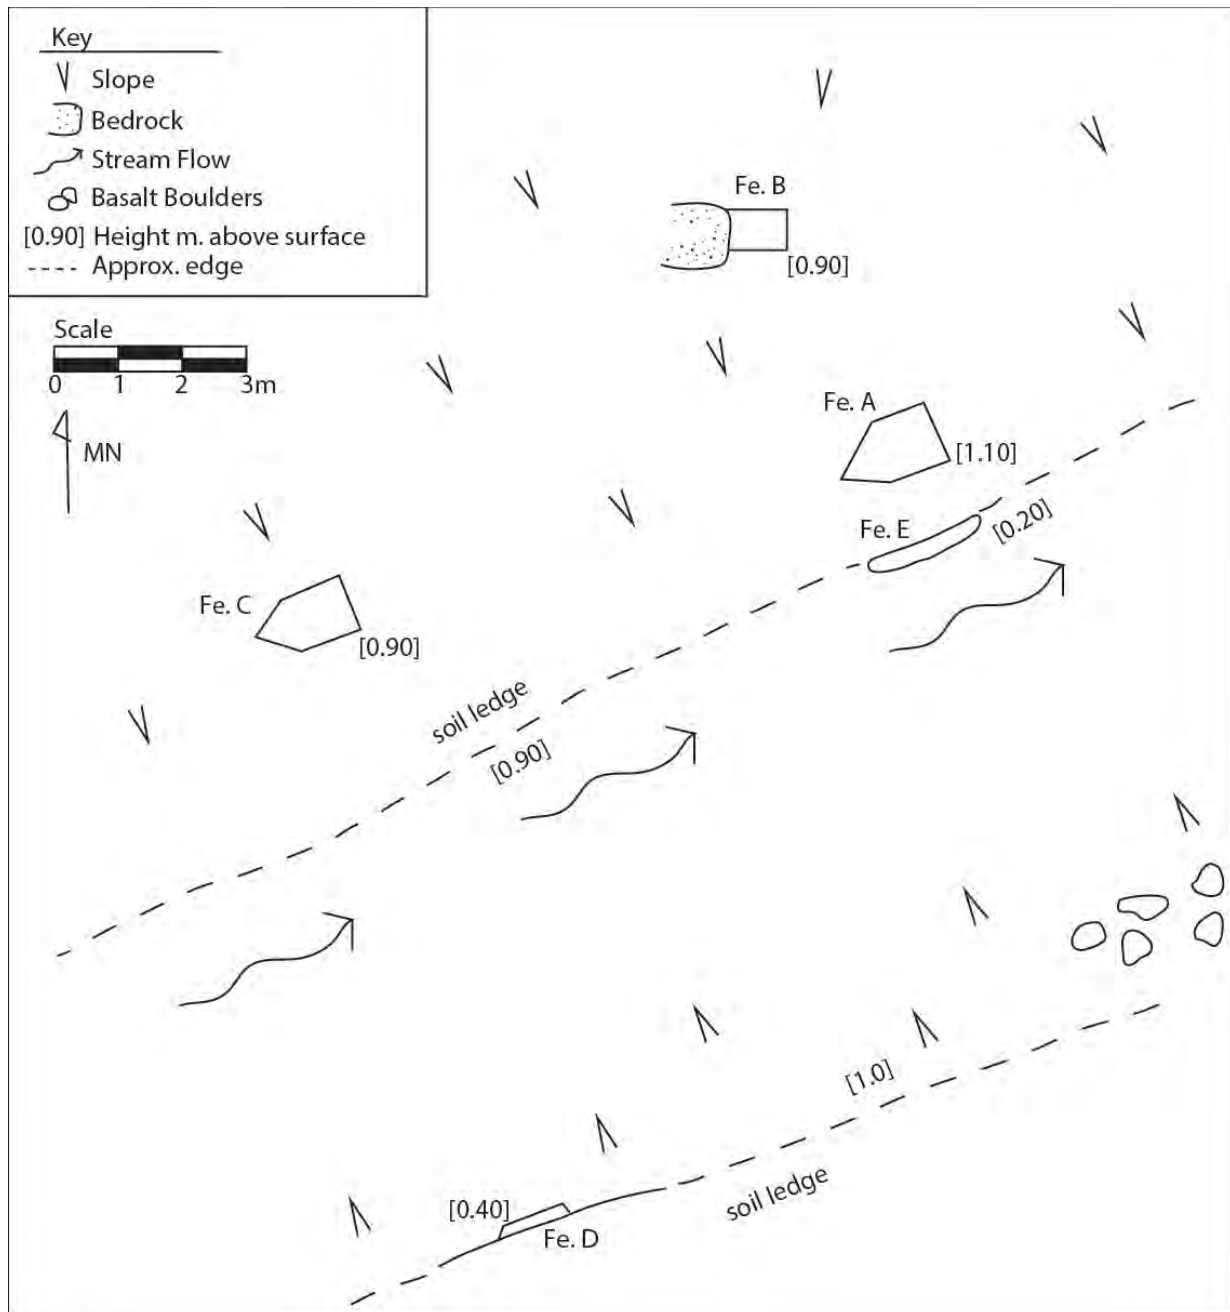 Key
Slope
Bedrock
Stream Flow
Basalt Boulders
[0.90] Height m. above surface
Approx. edge
Scale
0 1 2 3m
MN
Fe. B
[0.90]
Fe. A
[1.10]
Fe. E
[0.20]
Fe. C
[0.90]
soil ledge
[0.90]
[1.0]
soil ledge
[0.40]
Fe. D